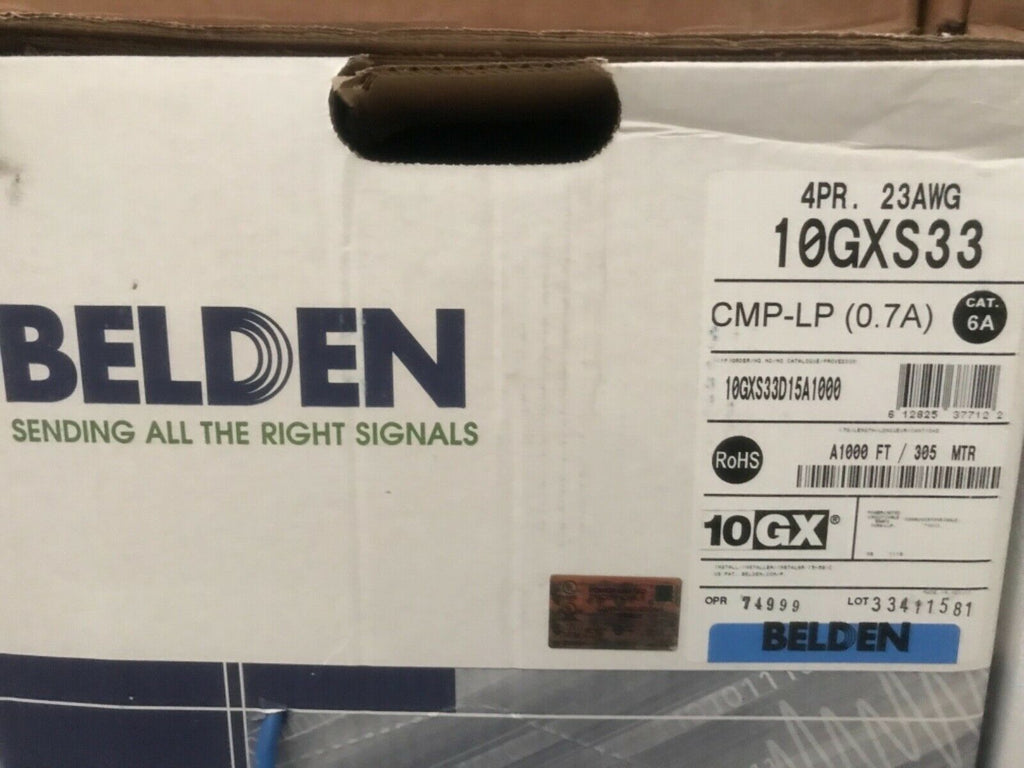 BELDEN
SENDING ALL THE RIGHT SIGNALS
4PR. 23AWG
10GXS33
CMP-LP (0.7A)
CAT.
6A
10GXS33D15A1000
6 12825 37712 2
RoHS
A1000 FT / 305 MTR
10GX®
OPR 74999
LOT 33411581
BELDEN